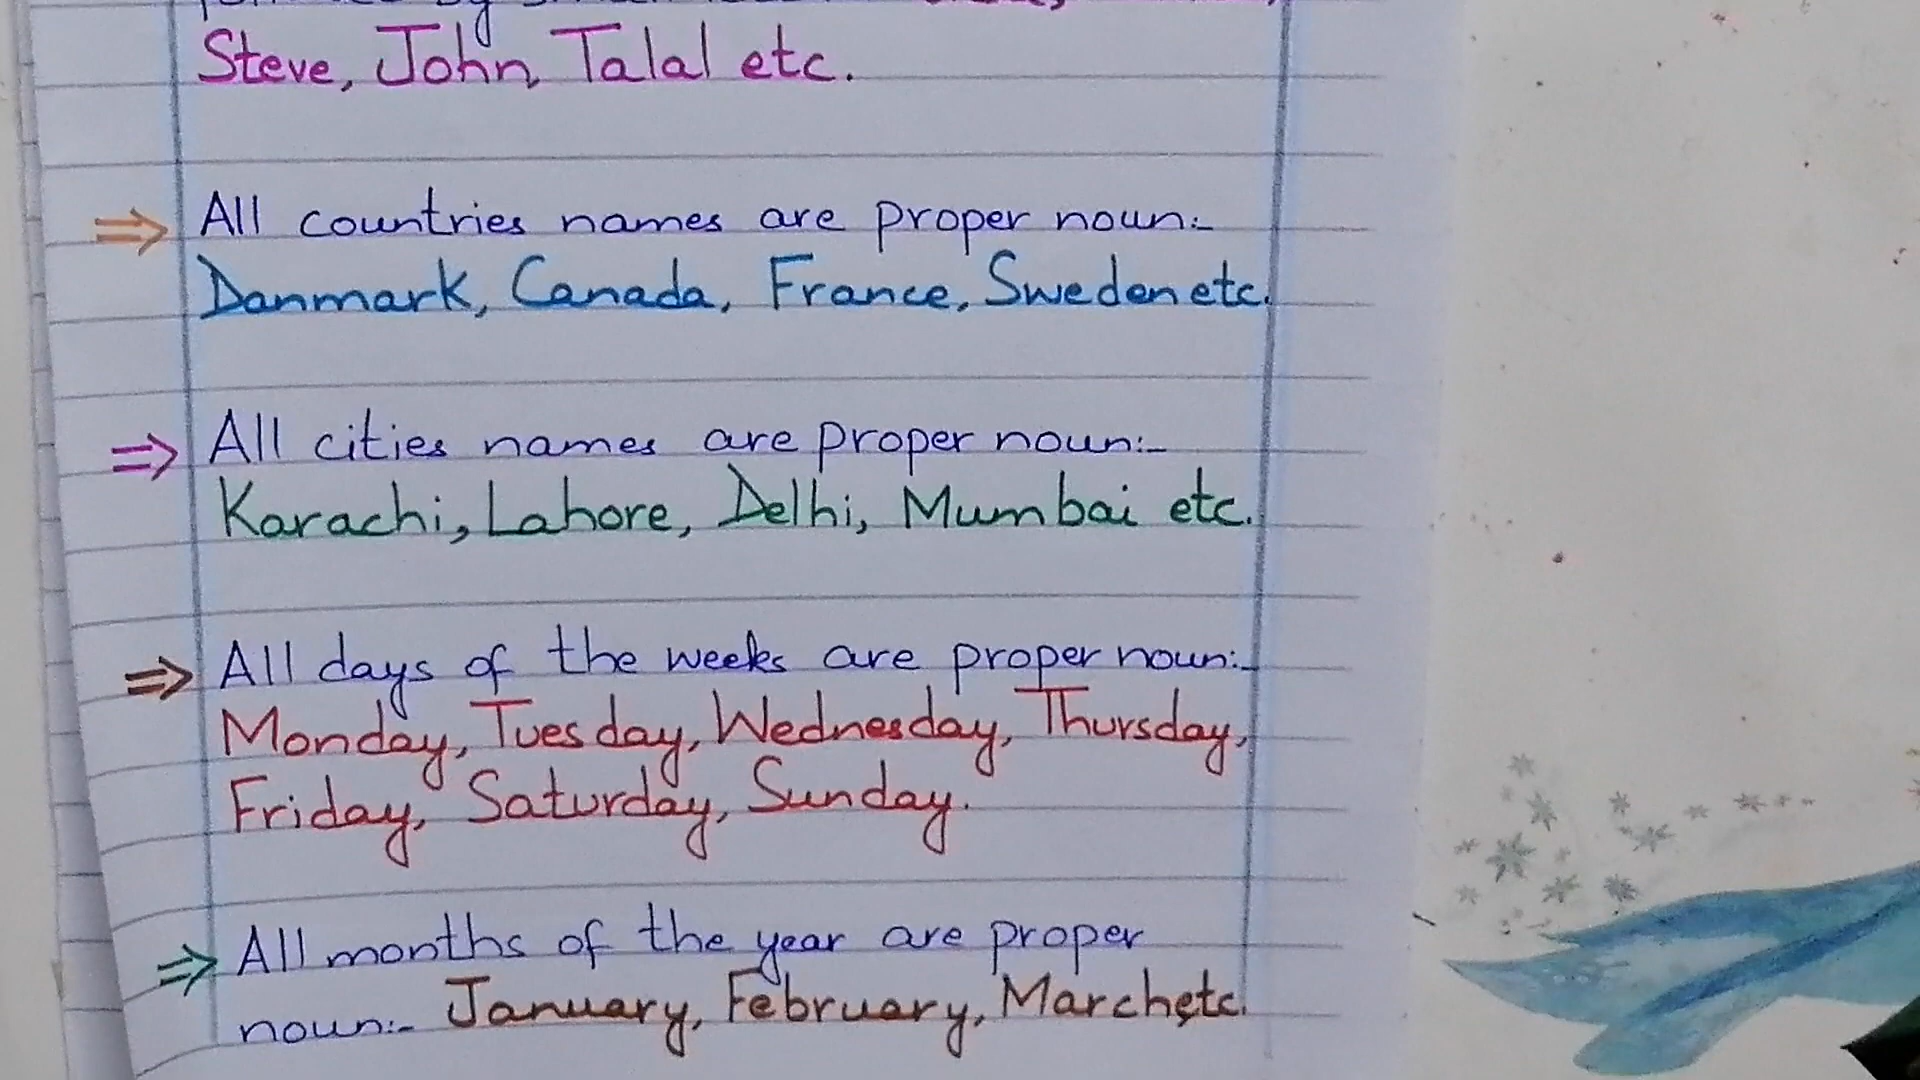 Steve, John, Talal etc.
⇒ All countries names are proper noun:-
Danmark, Canada, France, Sweden etc.
⇒ All cities names are proper noun:-
Karachi, Lahore, Delhi, Mumbai etc.
⇒ All days of the weeks are proper noun:-
Monday, Tuesday, Wednesday, Thursday,
Friday, Saturday, Sunday.
⇒ All months of the year are proper
noun:- January, February, March etc.